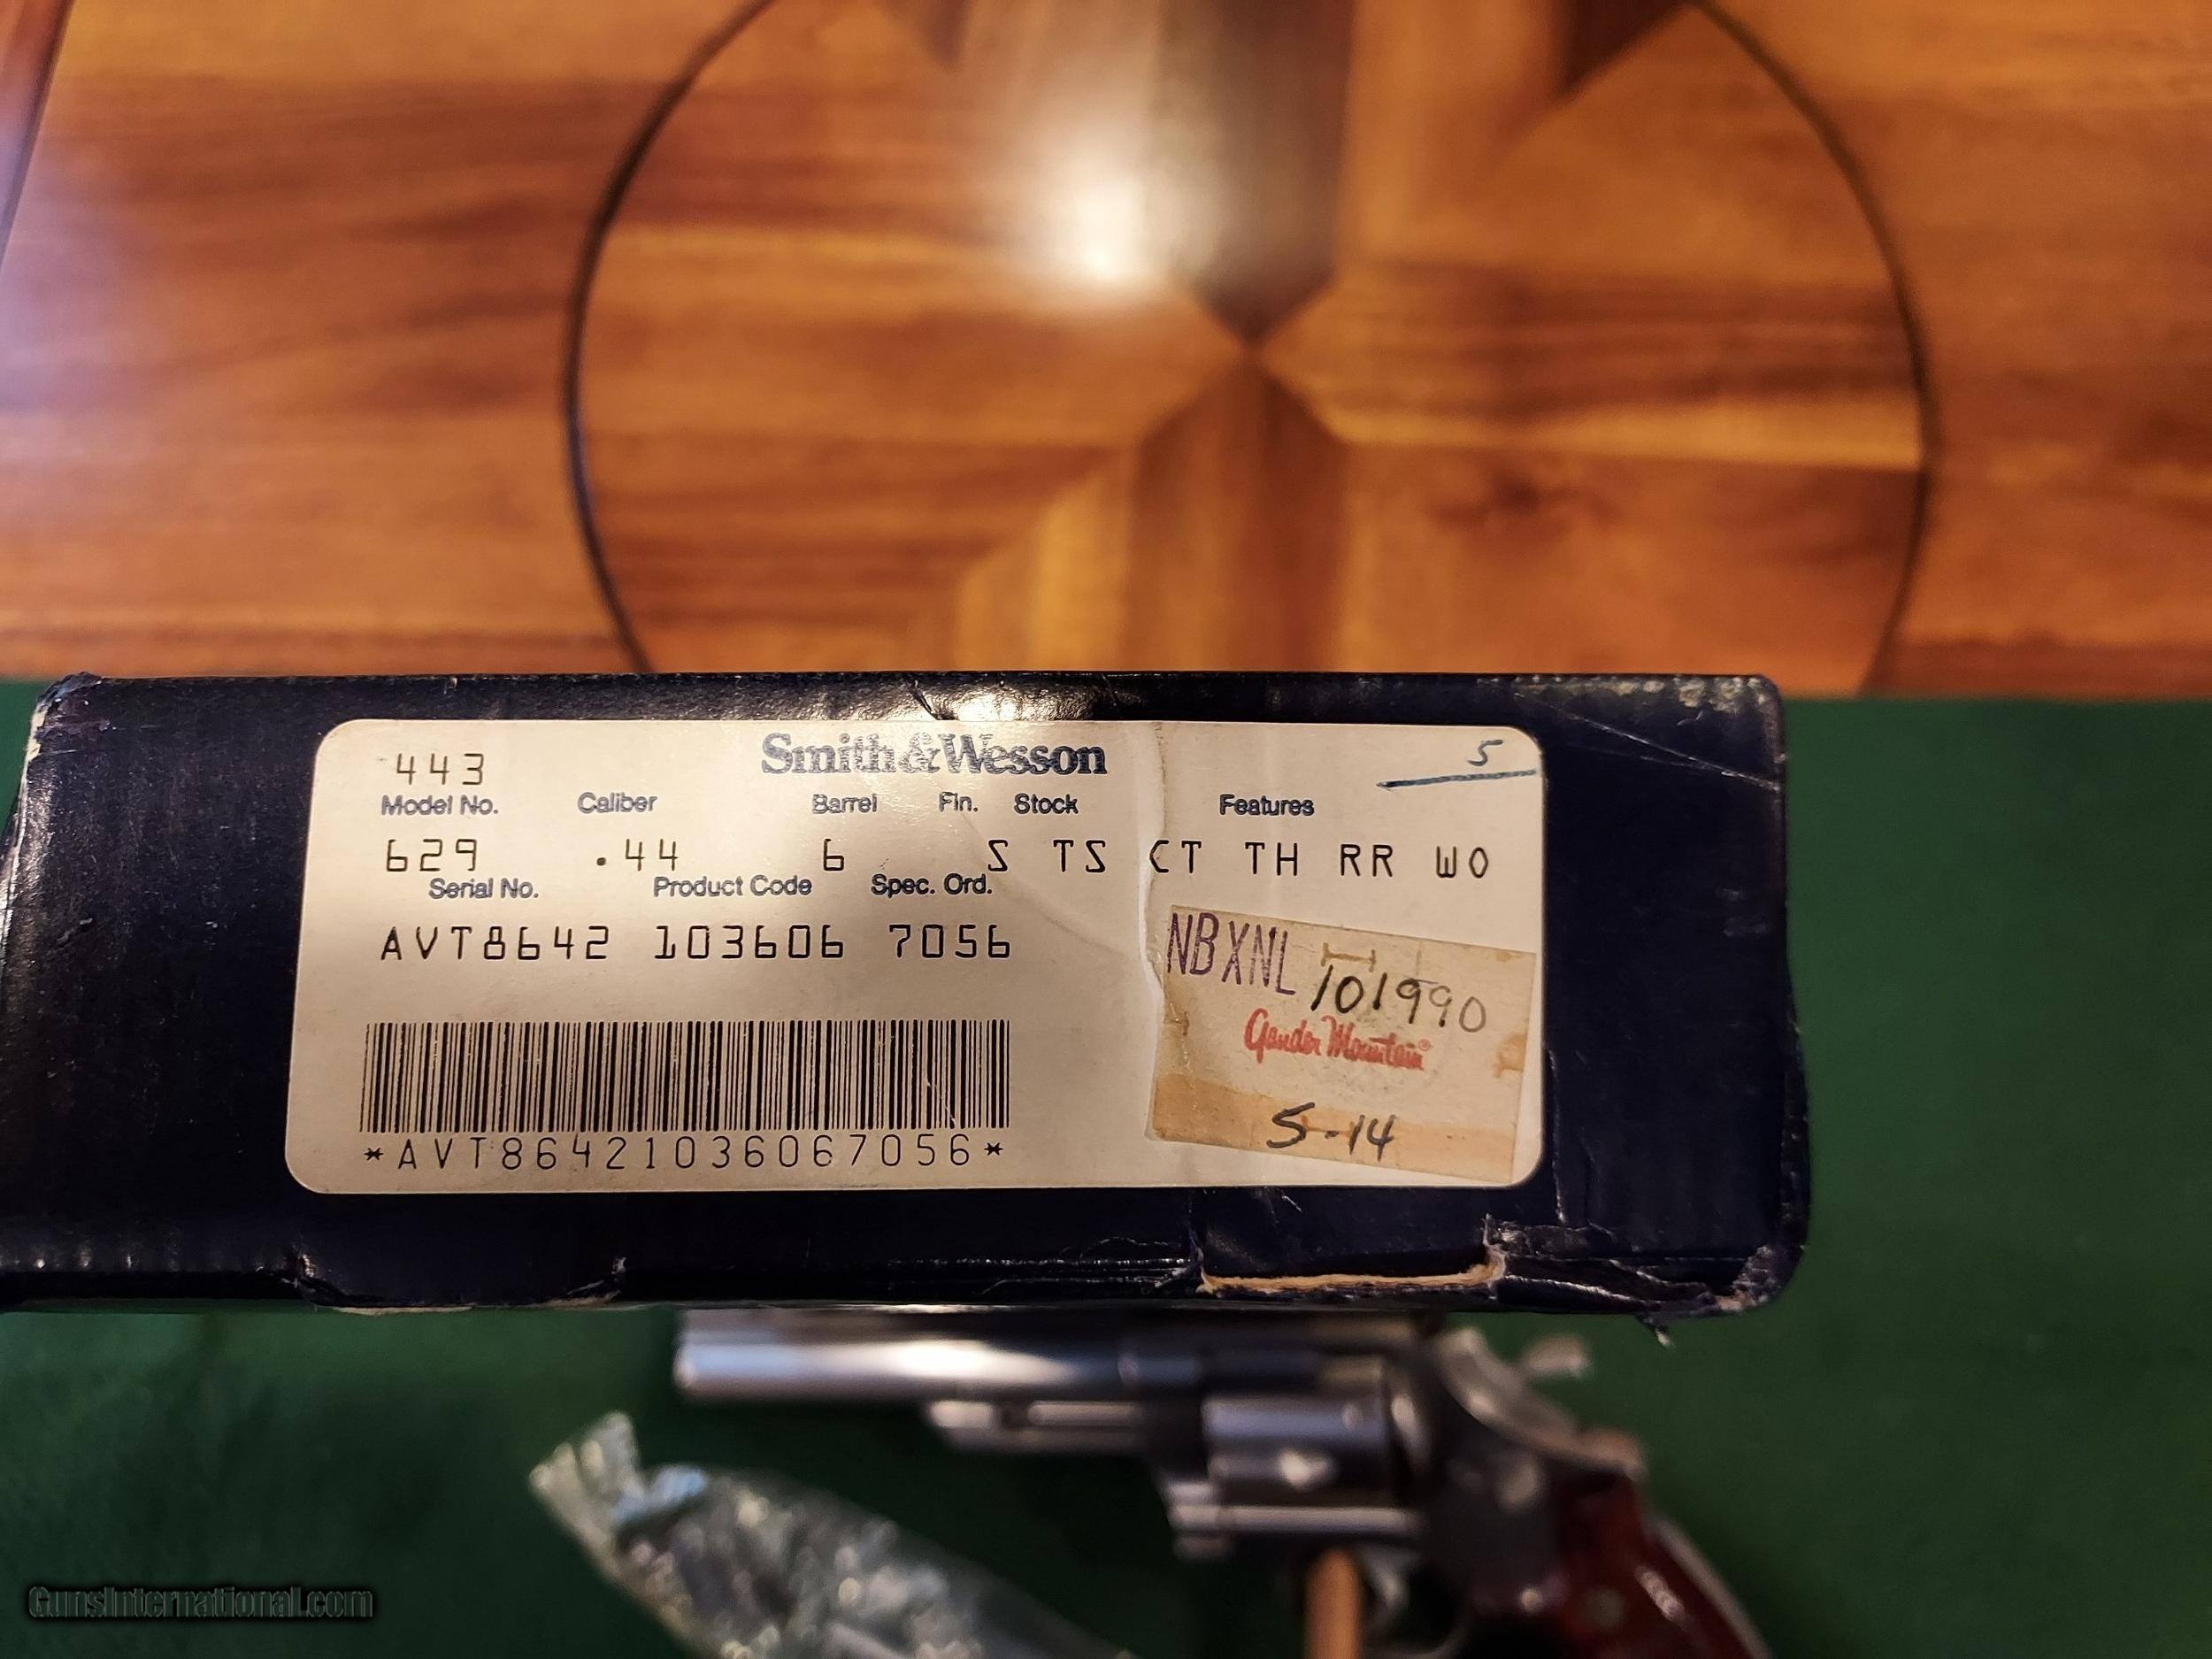 443 Smith & Wesson 5
Model No. Caliber Barrel Fin. Stock Features
629 .44 6 S TS CT TH RR WO
Serial No. Product Code Spec. Ord.
AVT8642 103606 7056
NBXNL 101990
Gander Mountain®
5-14
*AVT86421036067056*
GunsInternational.com